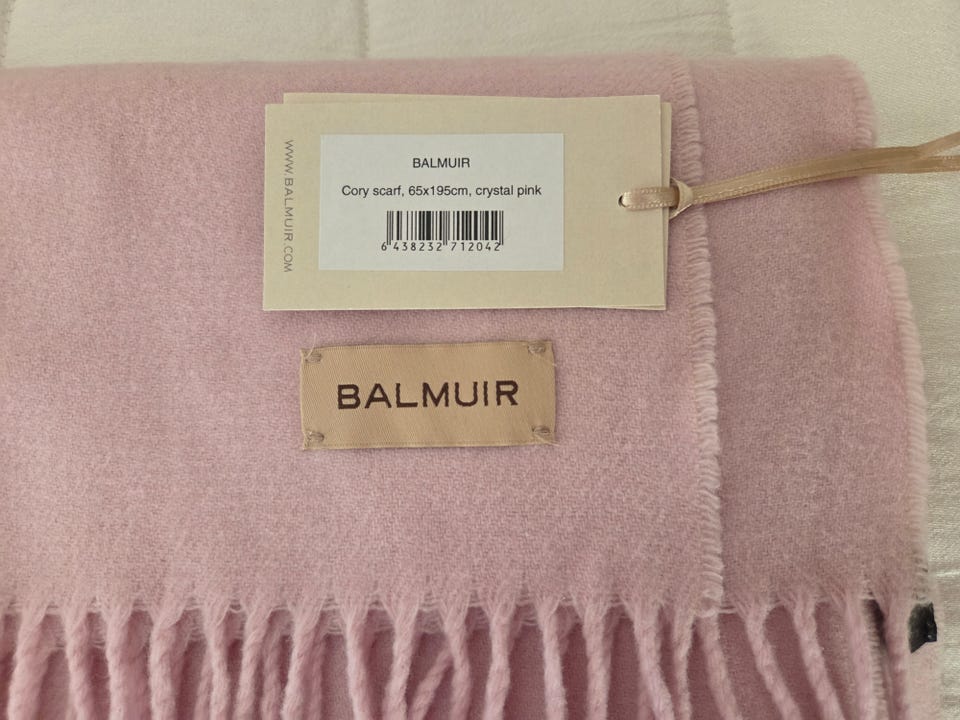 WWW.BALMUIR.COM
BALMUIR
Cory scarf, 65x195cm, crystal pink
6 438232 712042
BALMUIR